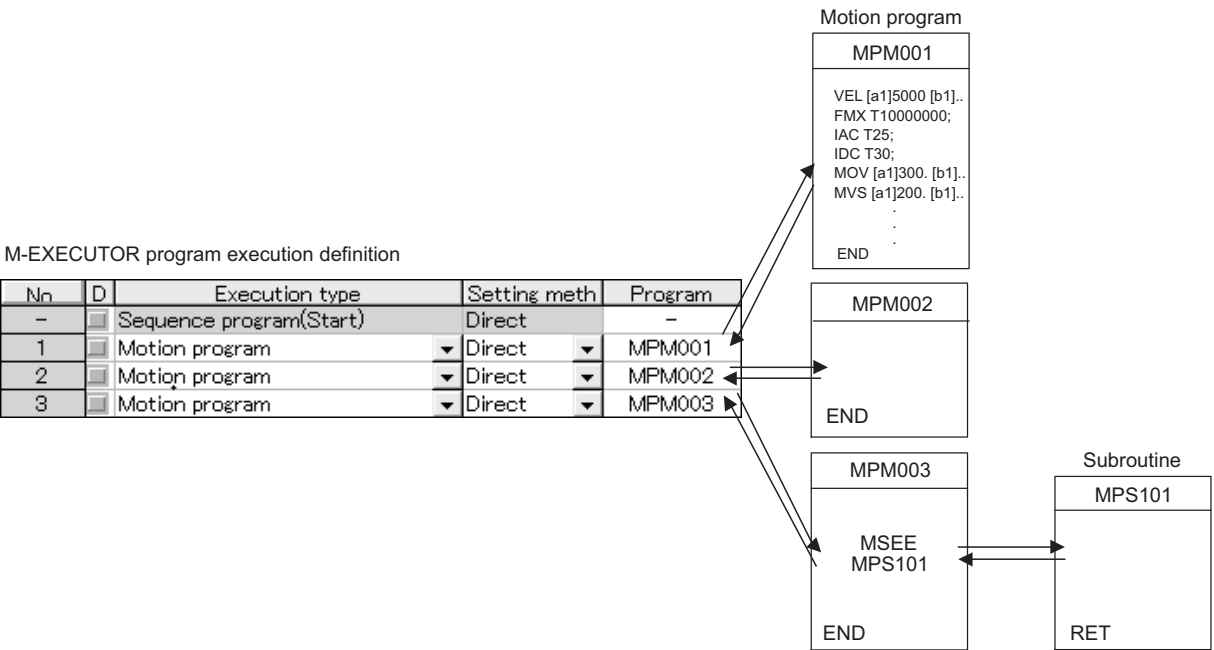 Motion program
MPM001
VEL [a1]5000 [b1]..
FMX T10000000;
IAC T25;
IDC T30;
MOV [a1]300. [b1]..
MVS [a1]200. [b1]..
.
.
.
END
M-EXECUTOR program execution definition
No D Execution type Setting meth Program
– Sequence program(Start) Direct –
1 Motion program Direct MPM001
2 Motion program Direct MPM002
3 Motion program Direct MPM003
MPM002
END
MPM003
MSEE
MPS101
END
Subroutine
MPS101
RET